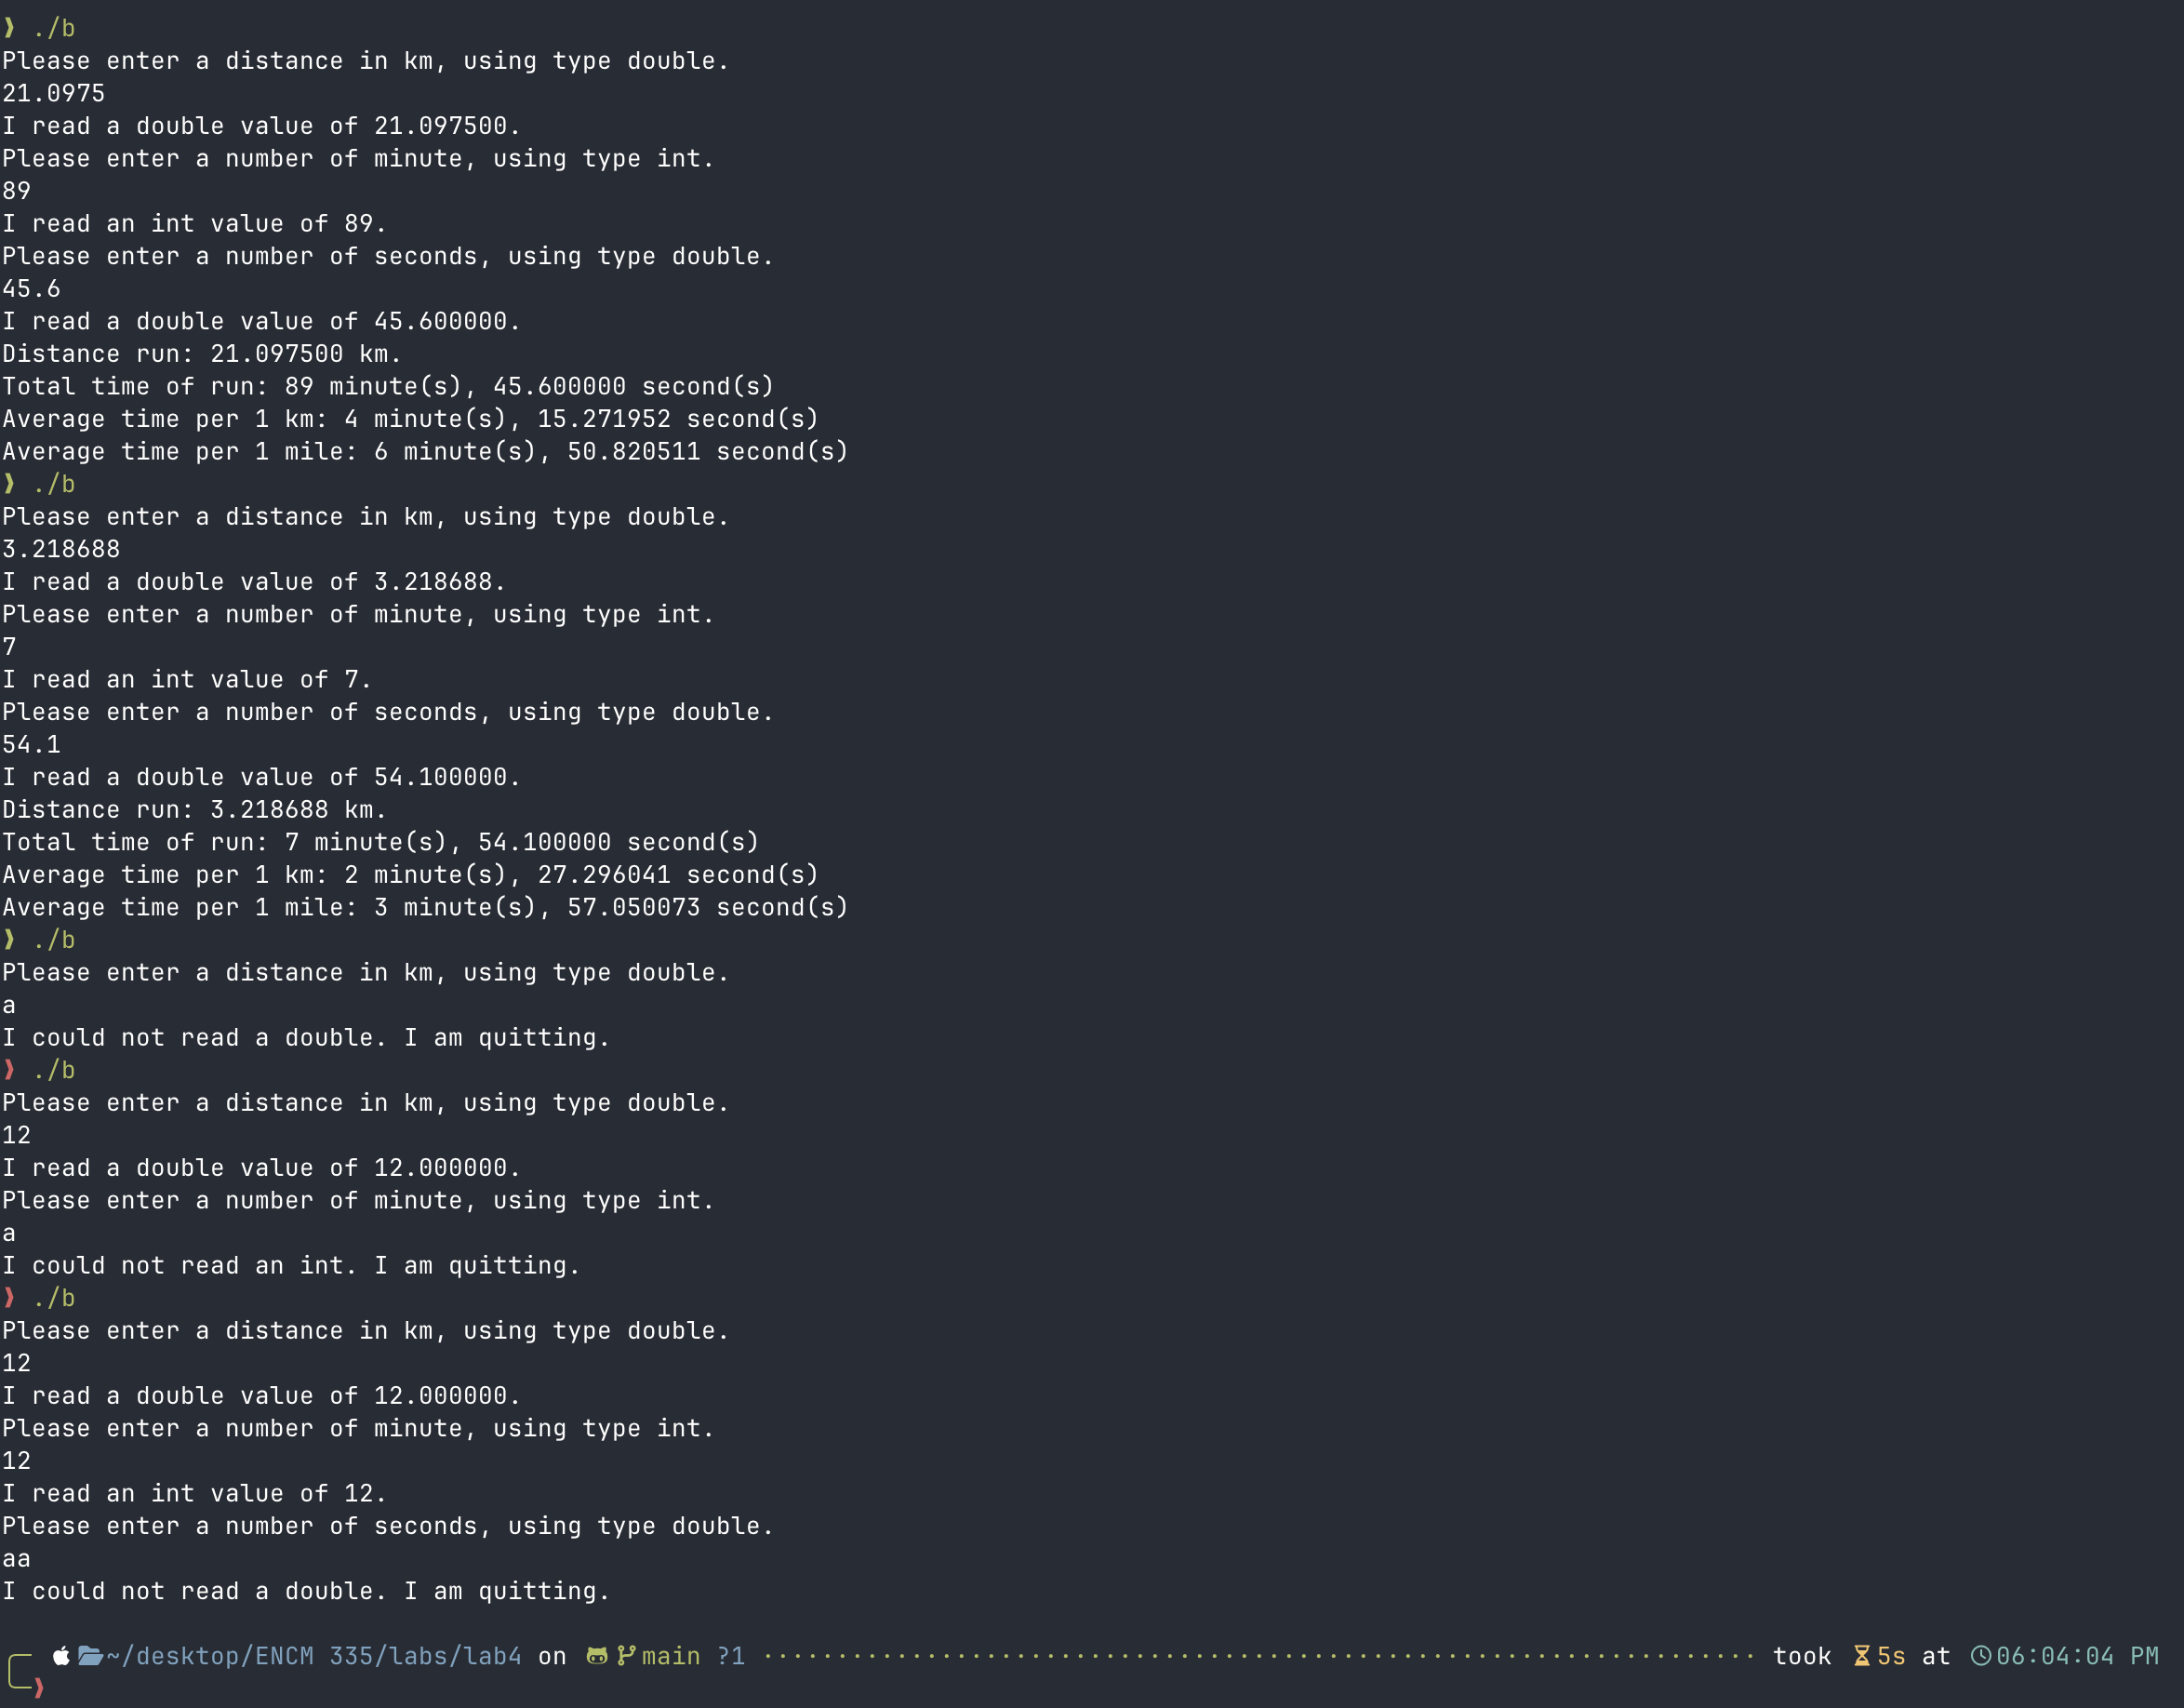 ❱ ./b
Please enter a distance in km, using type double.
21.0975
I read a double value of 21.097500.
Please enter a number of minute, using type int.
89
I read an int value of 89.
Please enter a number of seconds, using type double.
45.6
I read a double value of 45.600000.
Distance run: 21.097500 km.
Total time of run: 89 minute(s), 45.600000 second(s)
Average time per 1 km: 4 minute(s), 15.271952 second(s)
Average time per 1 mile: 6 minute(s), 50.820511 second(s)
❱ ./b
Please enter a distance in km, using type double.
3.218688
I read a double value of 3.218688.
Please enter a number of minute, using type int.
7
I read an int value of 7.
Please enter a number of seconds, using type double.
54.1
I read a double value of 54.100000.
Distance run: 3.218688 km.
Total time of run: 7 minute(s), 54.100000 second(s)
Average time per 1 km: 2 minute(s), 27.296041 second(s)
Average time per 1 mile: 3 minute(s), 57.050073 second(s)
❱ ./b
Please enter a distance in km, using type double.
a
I could not read a double. I am quitting.
❱ ./b
Please enter a distance in km, using type double.
12
I read a double value of 12.000000.
Please enter a number of minute, using type int.
a
I could not read an int. I am quitting.
❱ ./b
Please enter a distance in km, using type double.
12
I read a double value of 12.000000.
Please enter a number of minute, using type int.
12
I read an int value of 12.
Please enter a number of seconds, using type double.
aa
I could not read a double. I am quitting.
~/desktop/ENCM 335/labs/lab4 on main ?1 took 5s at 06:04:04 PM
❱